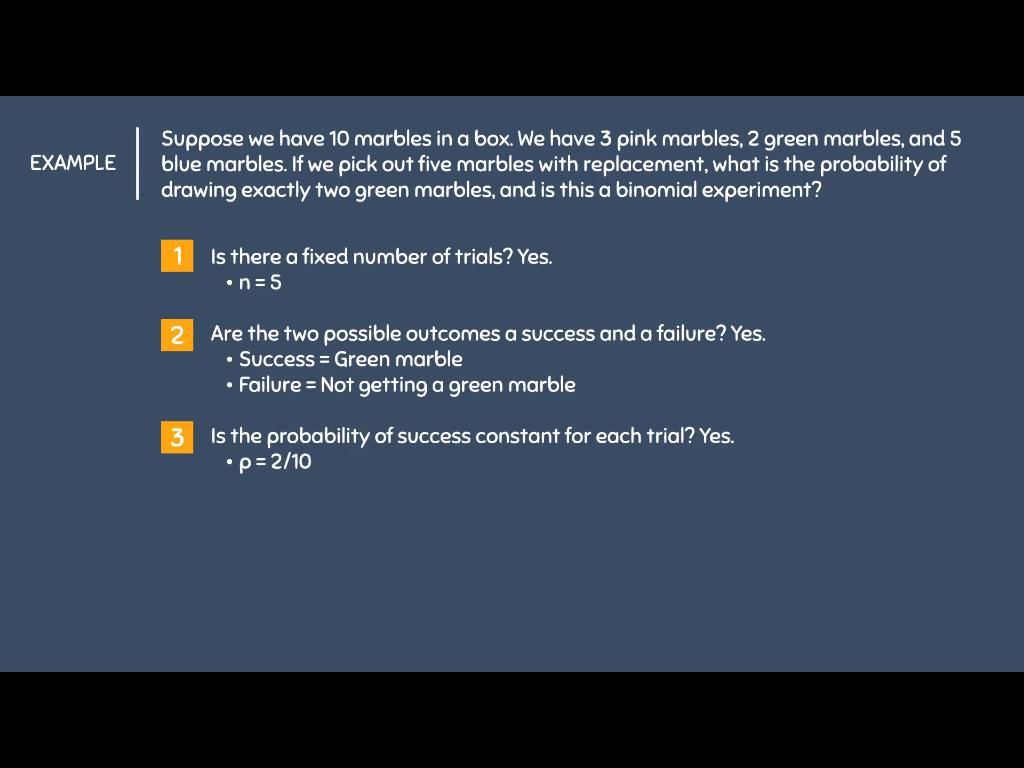 EXAMPLE
Suppose we have 10 marbles in a box. We have 3 pink marbles, 2 green marbles, and 5
blue marbles. If we pick out five marbles with replacement, what is the probability of
drawing exactly two green marbles, and is this a binomial experiment?
1 Is there a fixed number of trials? Yes.
• n = 5
2 Are the two possible outcomes a success and a failure? Yes.
• Success = Green marble
• Failure = Not getting a green marble
3 Is the probability of success constant for each trial? Yes.
• p = 2/10